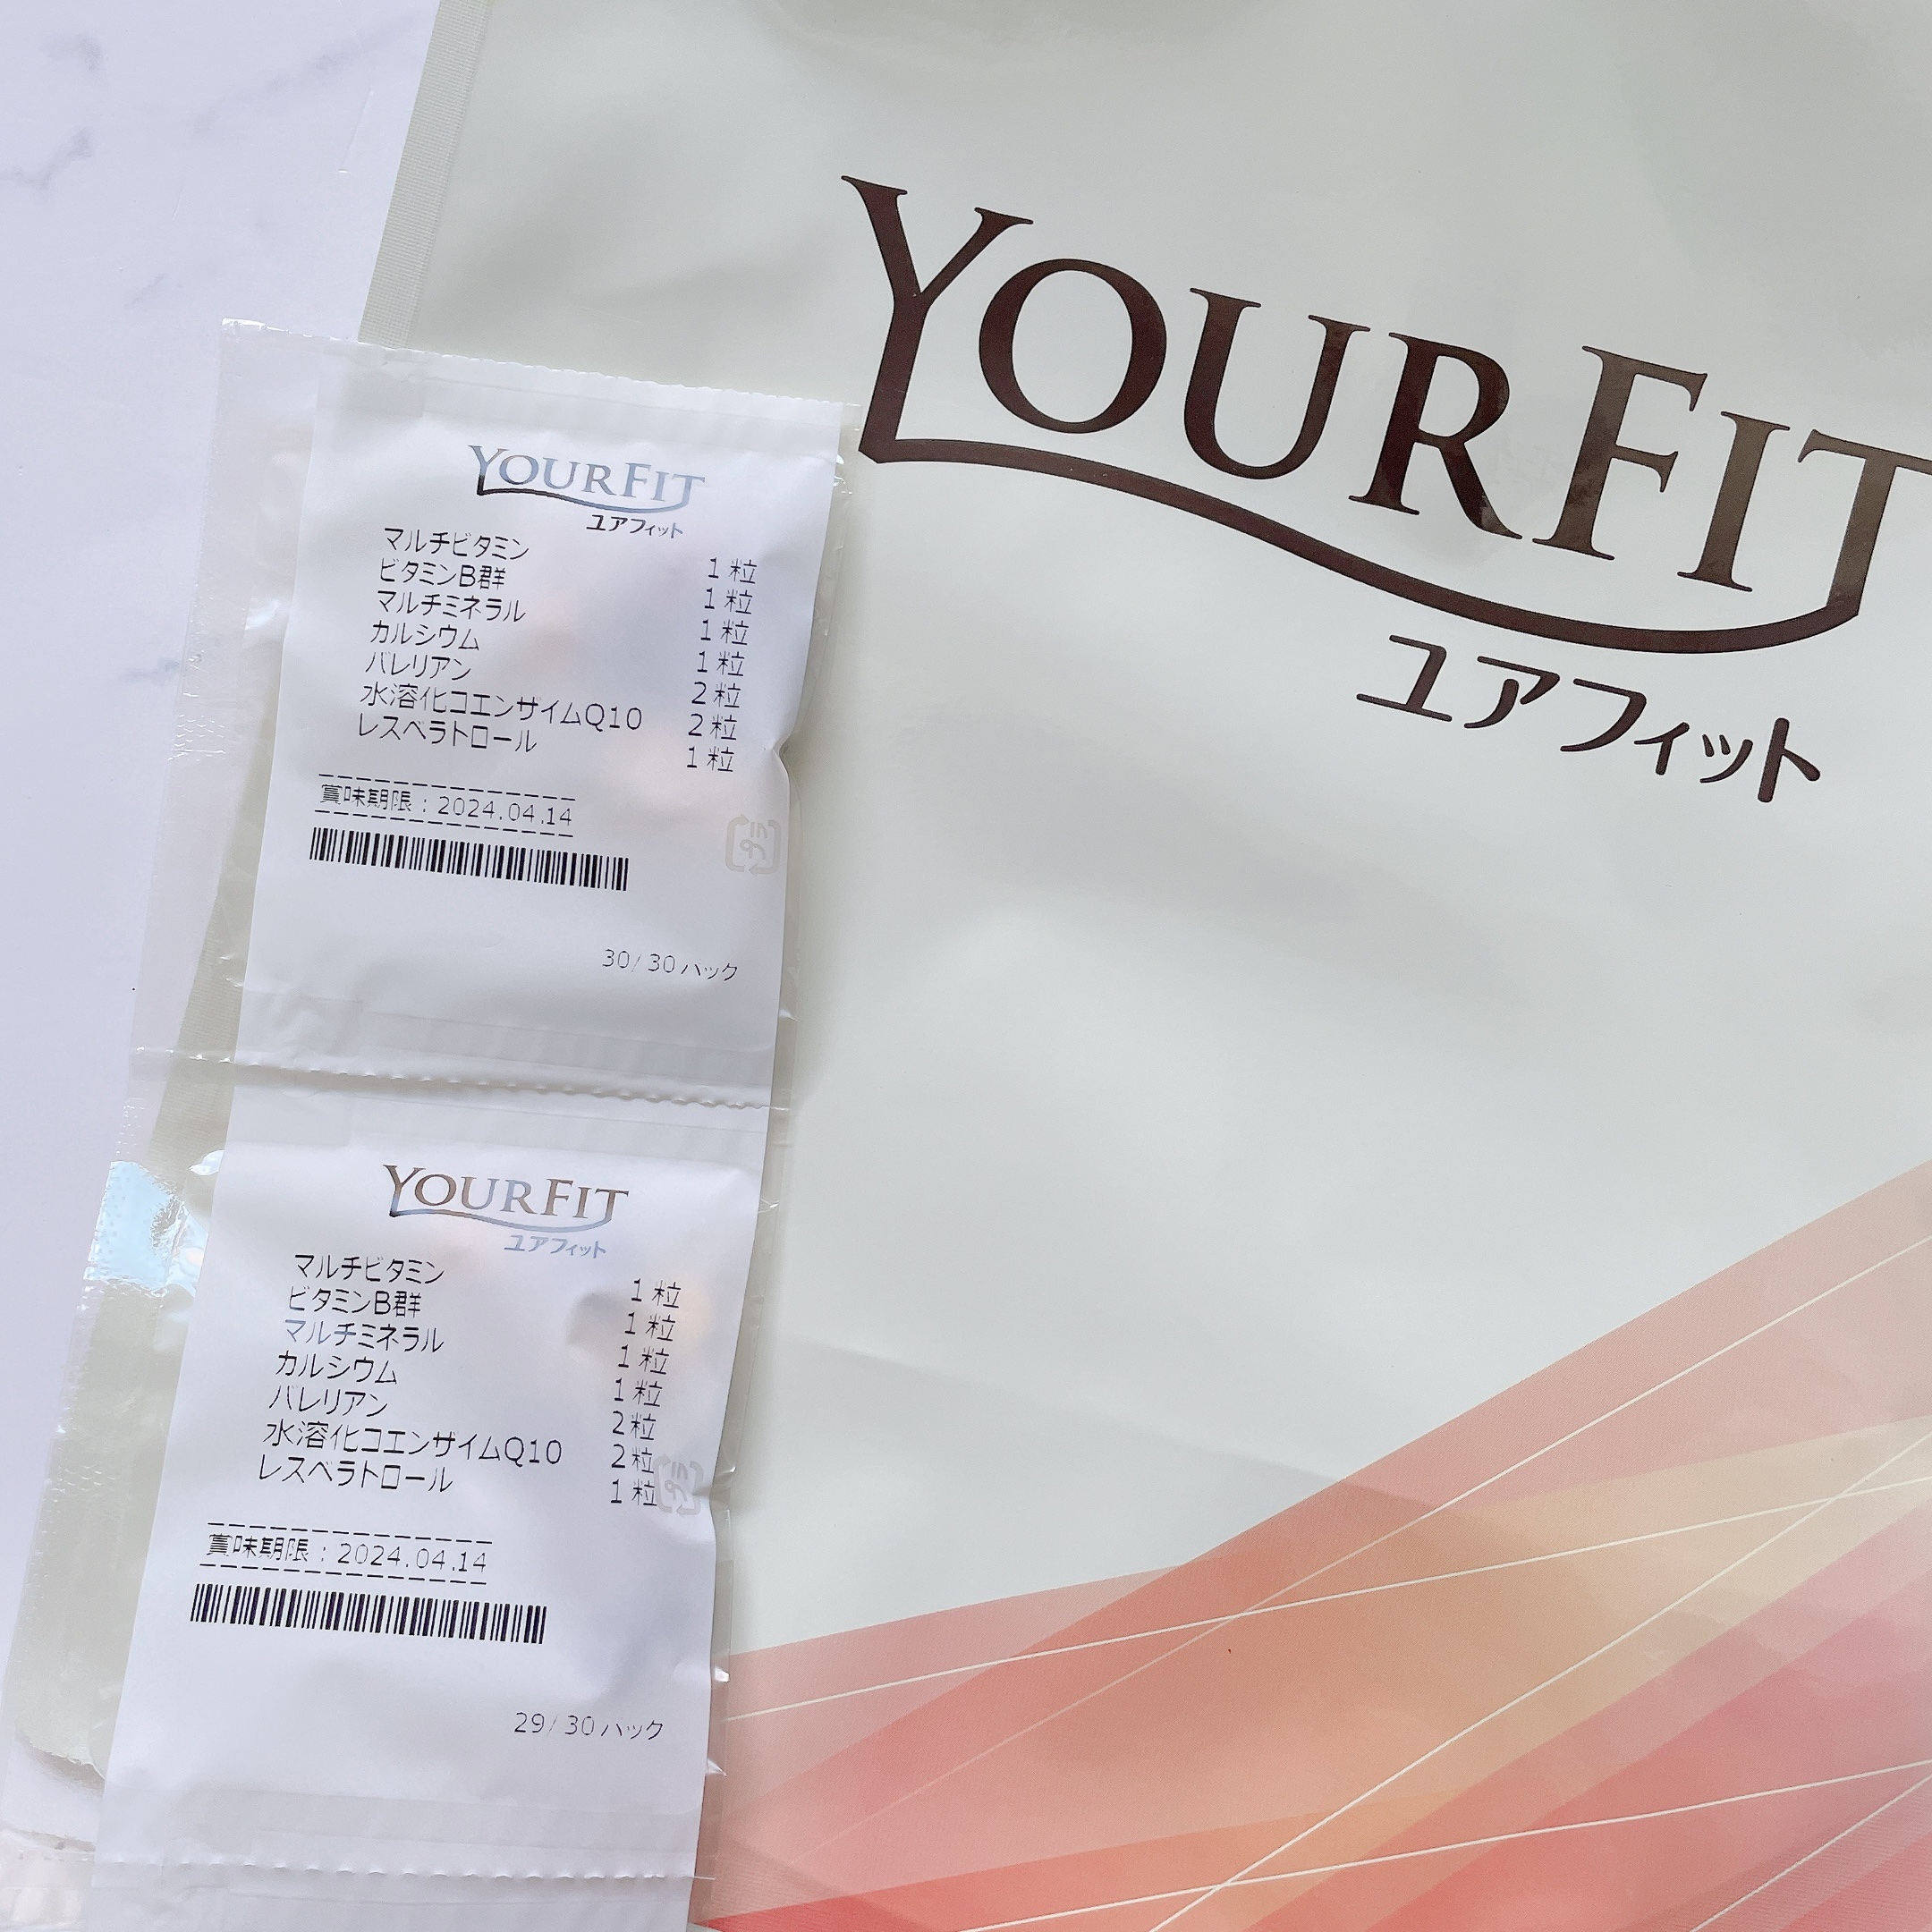 YOURFIT
ユアフィット
YOURFIT
ユアフィット
マルチビタミン 1粒
ビタミンB群 1粒
マルチミネラル 1粒
カルシウム 1粒
バレリアン 2粒
水溶化コエンザイムQ10 2粒
レスベラトロール 1粒
賞味期限:2024.04.14
プラ
30/30パック
YOURFIT
ユアフィット
マルチビタミン 1粒
ビタミンB群 1粒
マルチミネラル 1粒
カルシウム 1粒
バレリアン 2粒
水溶化コエンザイムQ10 2粒
レスベラトロール 1粒
プラ
賞味期限:2024.04.14
29/30パック